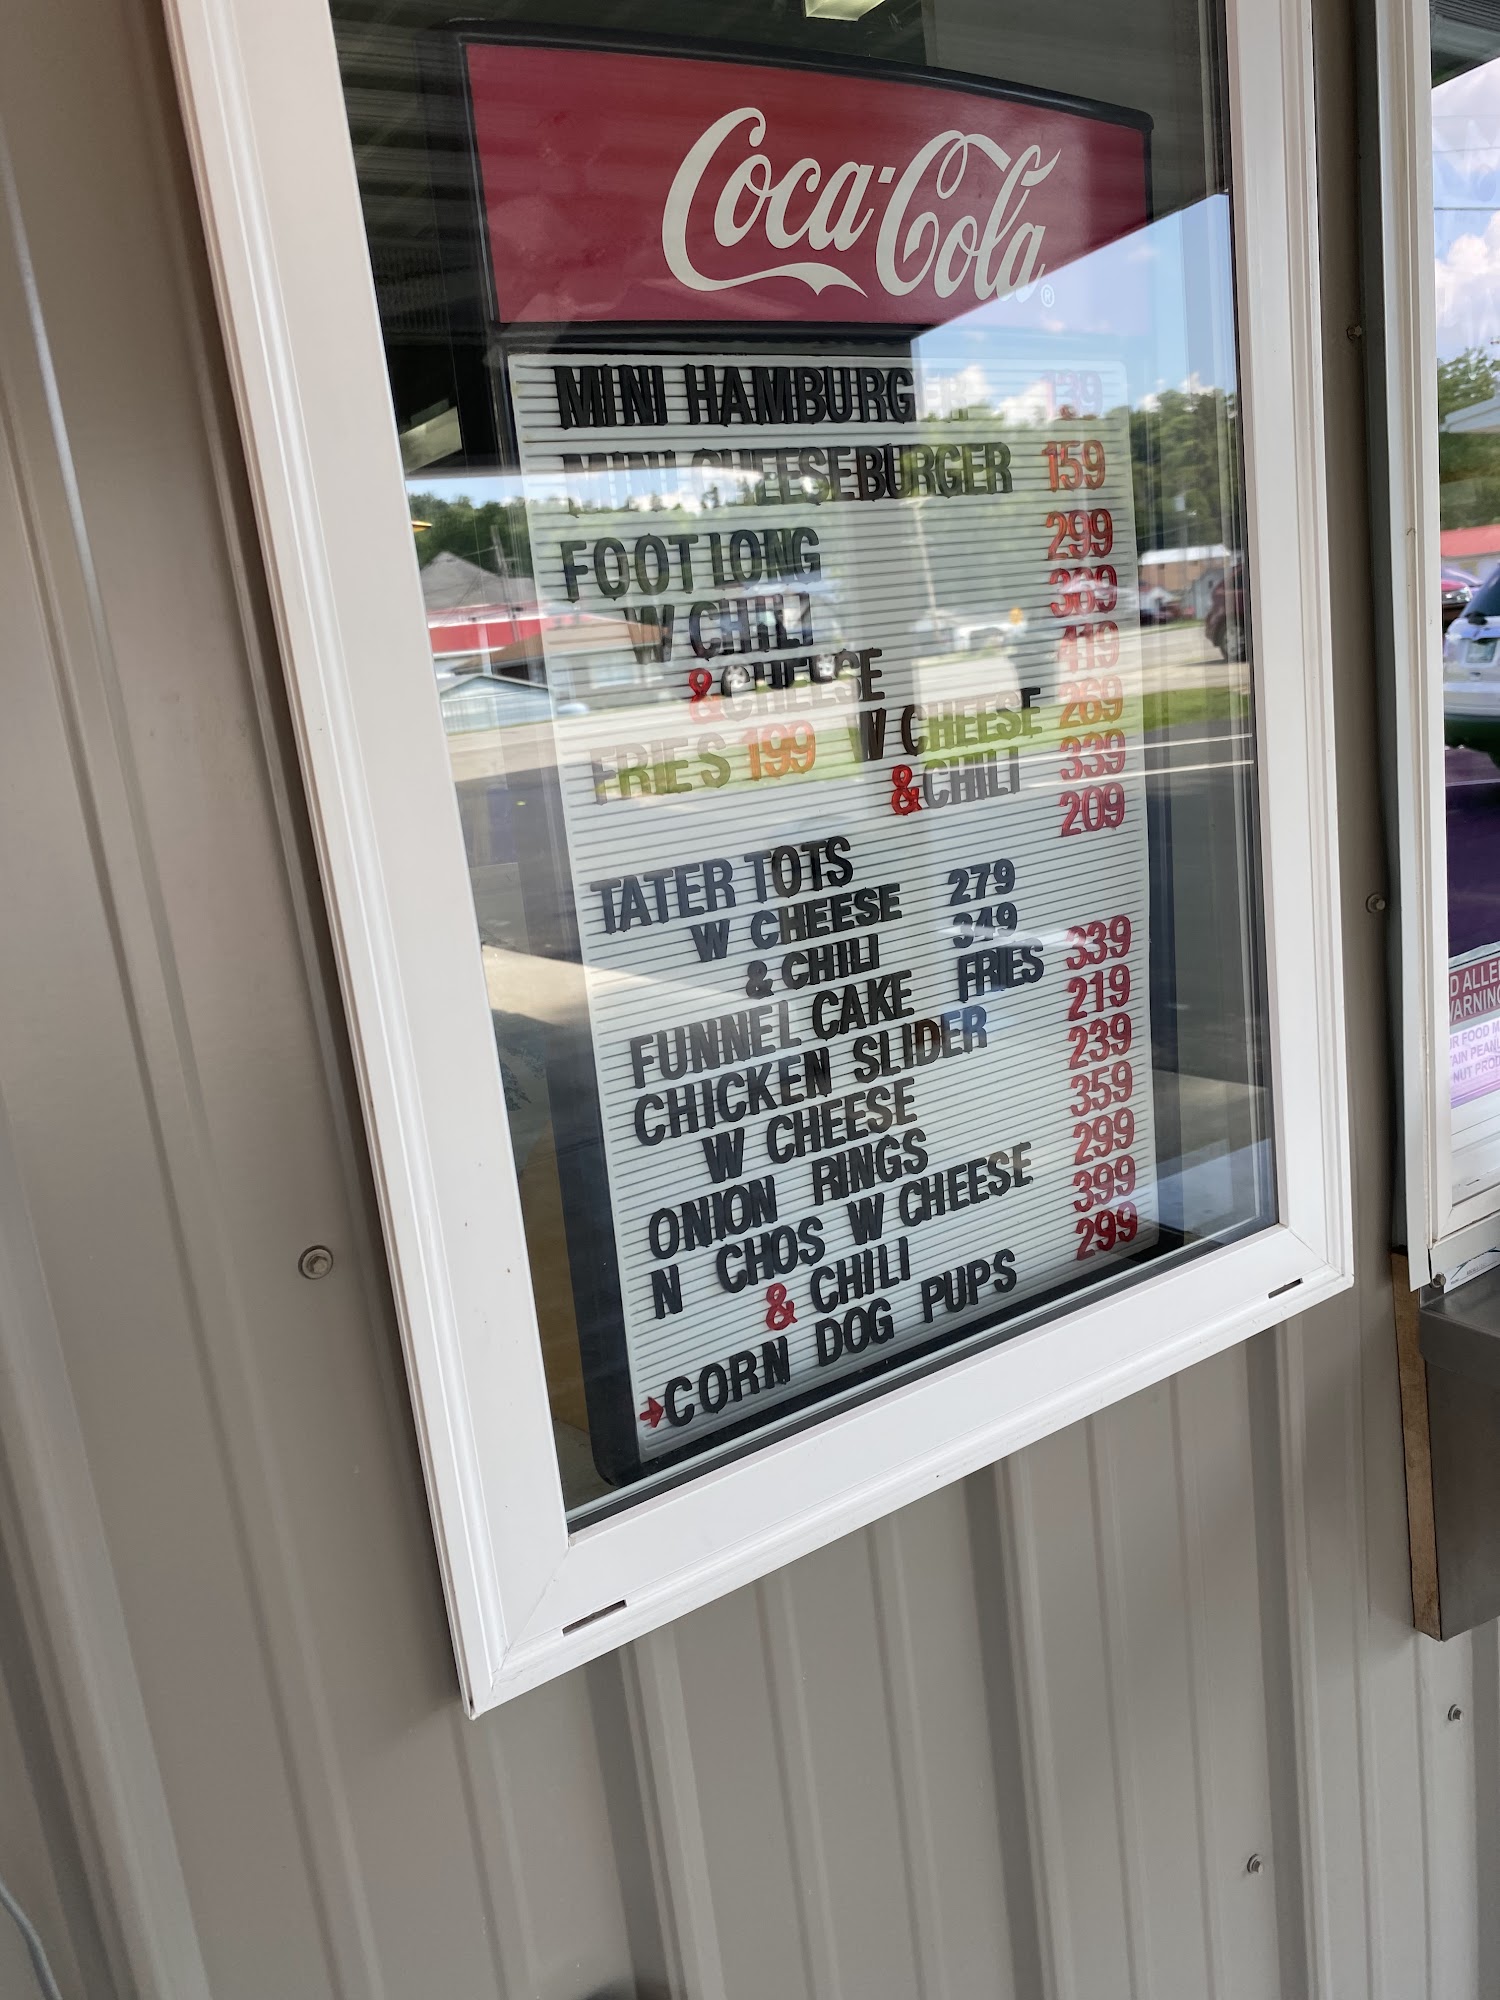 Coca-Cola®
MINI HAMBURGER 139
MINI CHEESEBURGER 159
FOOT LONG 299
W CHILI 369
& CHEESE 419
FRIES 199 W CHEESE 269
& CHILI 339
TATER TOTS 209
W CHEESE 279
& CHILI 349
FUNNEL CAKE FRIES 339
CHICKEN SLIDER 219
W CHEESE 239
ONION RINGS 359
N CHOS W CHEESE 299
& CHILI 399
CORN DOG PUPS 299